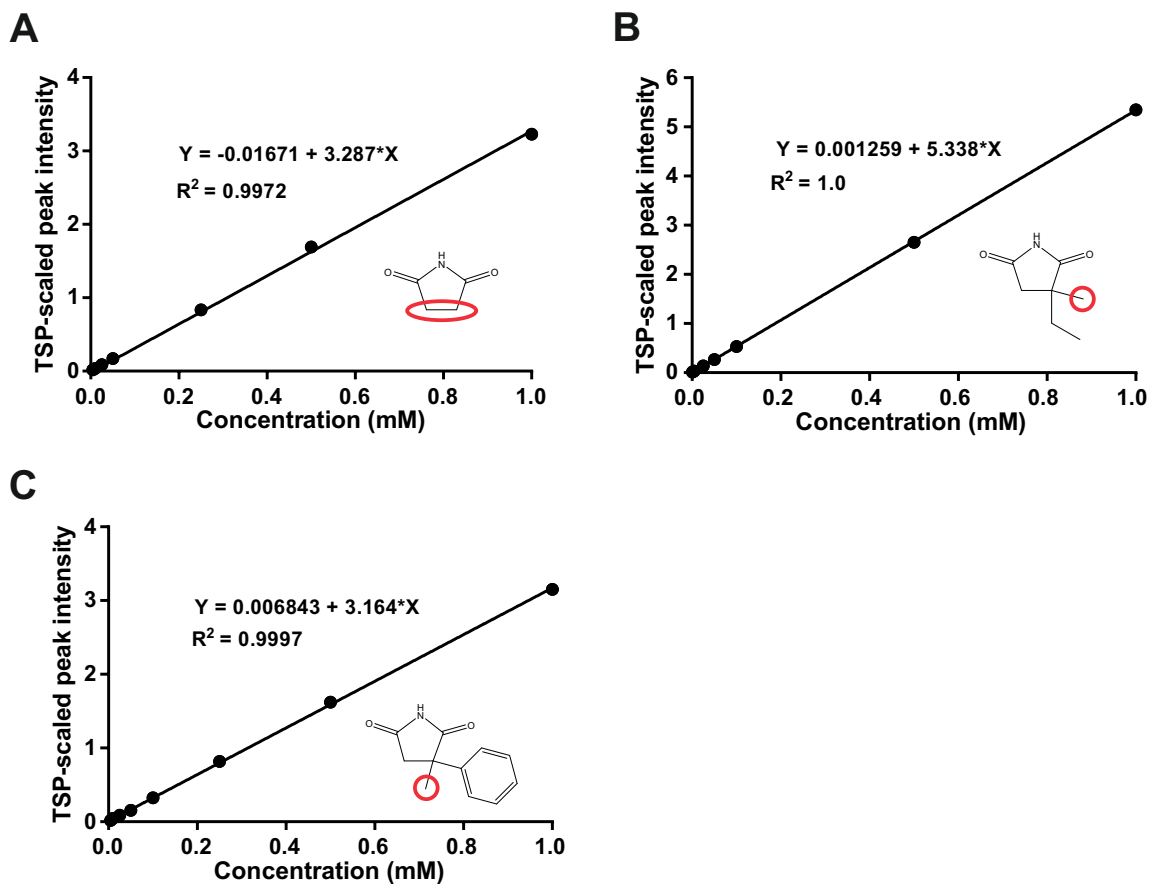 A
TSP-scaled peak intensity
4
3
2
1
0
Y = -0.01671 + 3.287*X
R² = 0.9972
H
N
O
O
0.0 0.2 0.4 0.6 0.8 1.0
Concentration (mM)
B
TSP-scaled peak intensity
6
5
4
3
2
1
0
Y = 0.001259 + 5.338*X
R² = 1.0
H
N
O
O
0.0 0.2 0.4 0.6 0.8 1.0
Concentration (mM)
C
TSP-scaled peak intensity
4
3
2
1
0
Y = 0.006843 + 3.164*X
R² = 0.9997
H
N
O
O
0.0 0.2 0.4 0.6 0.8 1.0
Concentration (mM)